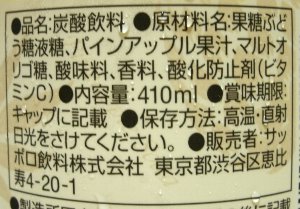 ●品名:炭酸飲料●原材料名:果糖ぶど
う糖液糖、パインアップル果汁、マルトオ
リゴ糖、酸味料、香料、酸化防止剤(ビタ
ミンC)●内容量:410ml●賞味期限:
キャップに記載●保存方法:高温・直射
日光をさけてください。●販売者:サッ
ポロ飲料株式会社 東京都渋谷区恵比
寿4-20-1